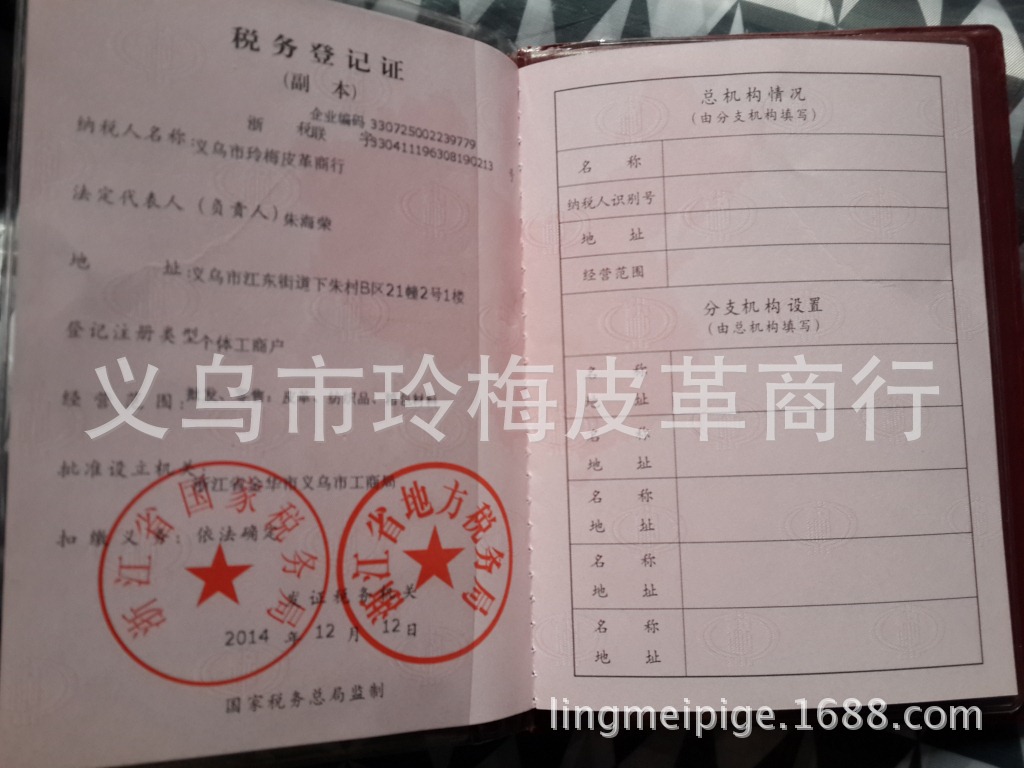 税务登记证
(副 本)
企业编码 330725002239779
浙 税联 字330411196308190213 号
纳税人名称:义乌市玲梅皮革商行
法定代表人(负责人)朱海荣
地 址:义乌市江东街道下朱村B区21幢2号1楼
登记注册类型 个体工商户
经营范围:
批准设立机关:浙江省金华市义乌市工商局
扣缴义务:依法确定
发证税务机关
2014 年 12 月 12日
国家税务总局监制
浙江省国家税务局
浙江省地方税务局
总机构情况
(由分支机构填写)
名 称
纳税人识别号
地 址
经营范围
分支机构设置
(由总机构填写)
名 称
地 址
名 称
地 址
名 称
地 址
名 称
地 址
名 称
地 址
义乌市玲梅皮革商行
lingmeipige.1688.com